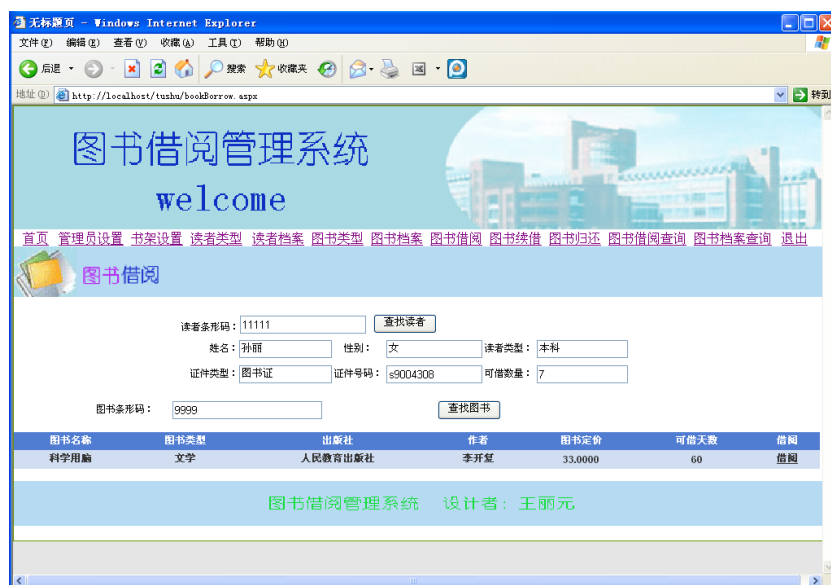 无标题页 - Windows Internet Explorer
文件(F) 编辑(E) 查看(V) 收藏(A) 工具(T) 帮助(H)
后退 搜索 收藏夹
地址(D) http://localhost/tushu/bookBorrow.aspx 转到
图书借阅管理系统
welcome
首页 管理员设置 书架设置 读者类型 读者档案 图书类型 图书档案 图书借阅 图书续借 图书归还 图书借阅查询 图书档案查询 退出
图书借阅
读者条形码: 11111 查找读者
姓名: 孙丽 性别: 女 读者类型: 本科
证件类型: 图书证 证件号码: s9004308 可借数量: 7
图书条形码: 9999 查找图书
图书名称 图书类型 出版社 作者 图书定价 可借天数 借阅
科学用脑 文学 人民教育出版社 李开复 33.0000 60 借阅
图书借阅管理系统 设计者: 王丽元